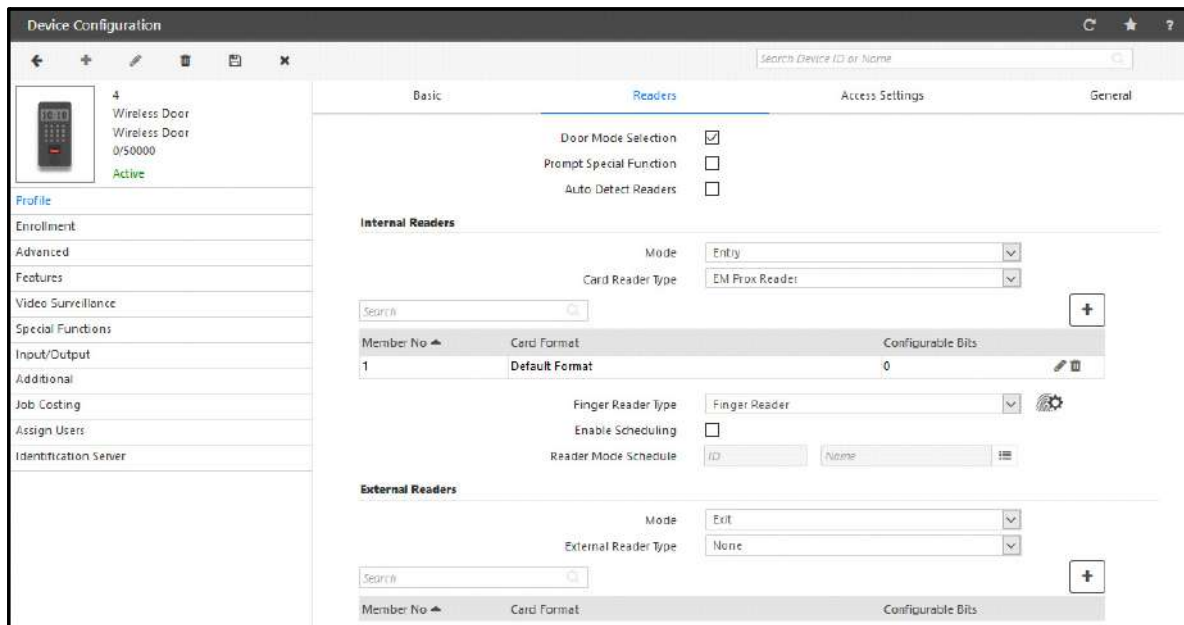 Device Configuration
?
Search Device ID or Name
4
Wireless Door
Wireless Door
0/50000
Active
Profile
Enrollment
Advanced
Features
Video Surveillance
Special Functions
Input/Output
Additional
Job Costing
Assign Users
Identification Server
Basic Readers Access Settings General
Door Mode Selection
Prompt Special Function
Auto Detect Readers
Internal Readers
Mode Entry
Card Reader Type EM Prox Reader
Search
Member No Card Format Configurable Bits
1 Default Format 0
Finger Reader Type Finger Reader
Enable Scheduling
Reader Mode Schedule ID Name
External Readers
Mode Exit
External Reader Type None
Search
Member No Card Format Configurable Bits